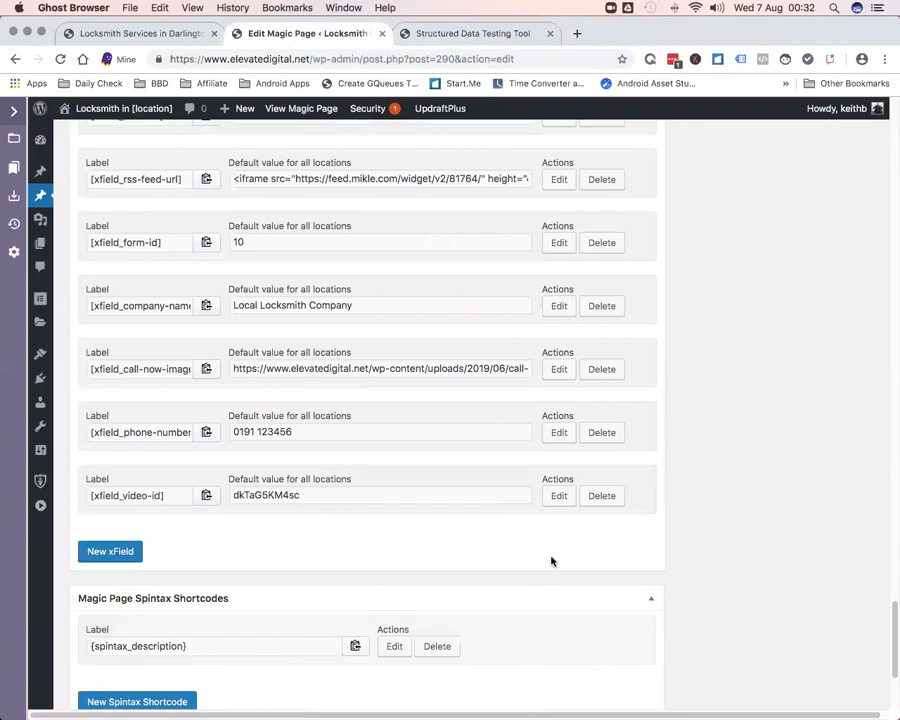 Ghost Browser File Edit View History Bookmarks Window Help Wed 7 Aug 00:32
Locksmith Services in Darlington × Edit Magic Page ‹ Locksmith × Structured Data Testing Tool × +
Mine https://www.elevatedigital.net/wp-admin/post.php?post=290&action=edit
Apps Daily Check BBD Affiliate Create GQueues T Start.Me Time Converter a… Android Asset Stu… » Other Bookmarks
Locksmith in [location] 0 + New View Magic Page Security 1 UpdraftPlus Howdy, keithb
Label Default value for all locations Actions
[xfield_rss-feed-url] <iframe src="https://feed.mikle.com/widget/v2/81764/" height=" Edit Delete
Label Default value for all locations Actions
[xfield_form-id] 10 Edit Delete
Label Default value for all locations Actions
[xfield_company-name Local Locksmith Company Edit Delete
Label Default value for all locations Actions
[xfield_call-now-image https://www.elevatedigital.net/wp-content/uploads/2019/06/call- Edit Delete
Label Default value for all locations Actions
[xfield_phone-number 0191 123456 Edit Delete
Label Default value for all locations Actions
[xfield_video-id] dkTaG5KM4sc Edit Delete
New xField
Magic Page Spintax Shortcodes
Label Actions
{spintax_description} Edit Delete
New Spintax Shortcode